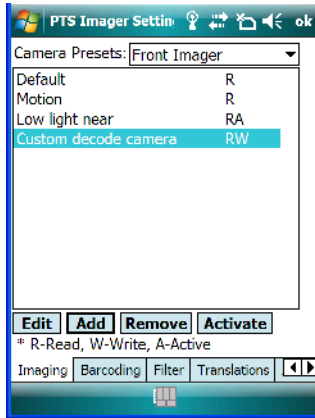 PTS Imager Settin ok
Camera Presets: Front Imager
Default R
Motion R
Low light near RA
Custom decode camera RW
Edit Add Remove Activate
* R-Read, W-Write, A-Active
Imaging Barcoding Filter Translations